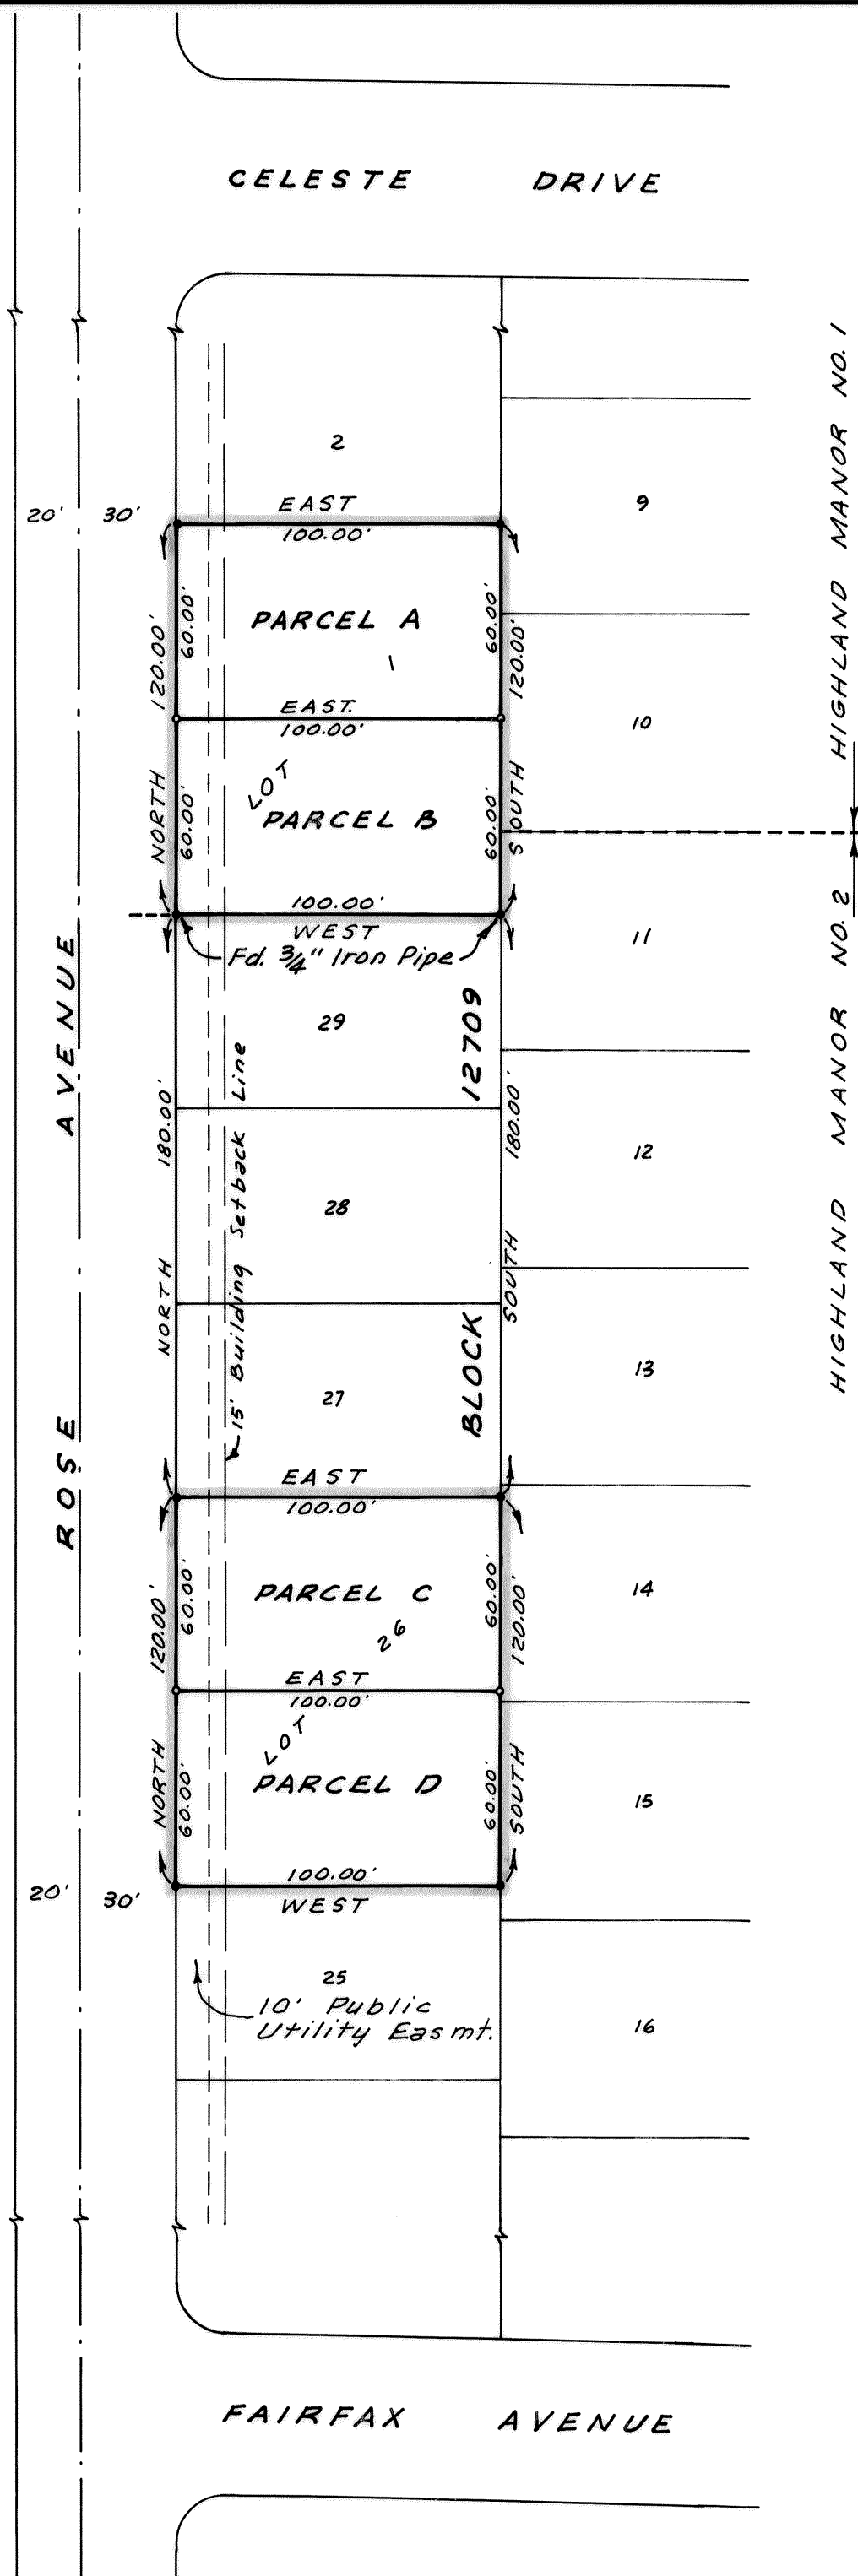 CELESTE DRIVE
HIGHLAND MANOR NO. 1
2
9
20' 30'
EAST
100.00'
120.00'
60.00'
PARCEL A
60.00'
120.00'
1
10
EAST.
100.00'
LOT
NORTH
60.00'
PARCEL B
60.00'
SOUTH
100.00'
WEST
Fd. 3/4" Iron Pipe
11
HIGHLAND MANOR NO. 2
AVENUE
29
BLOCK 12709
180.00'
180.00'
12
28
15' Building Setback Line
NORTH
SOUTH
27
13
ROSE
EAST
100.00'
120.00'
60.00'
PARCEL C
60.00'
120.00'
14
26
EAST
100.00'
LOT
NORTH
60.00'
PARCEL D
60.00'
SOUTH
15
100.00'
WEST
20' 30'
25
10' Public
Utility Easmt.
16
FAIRFAX AVENUE